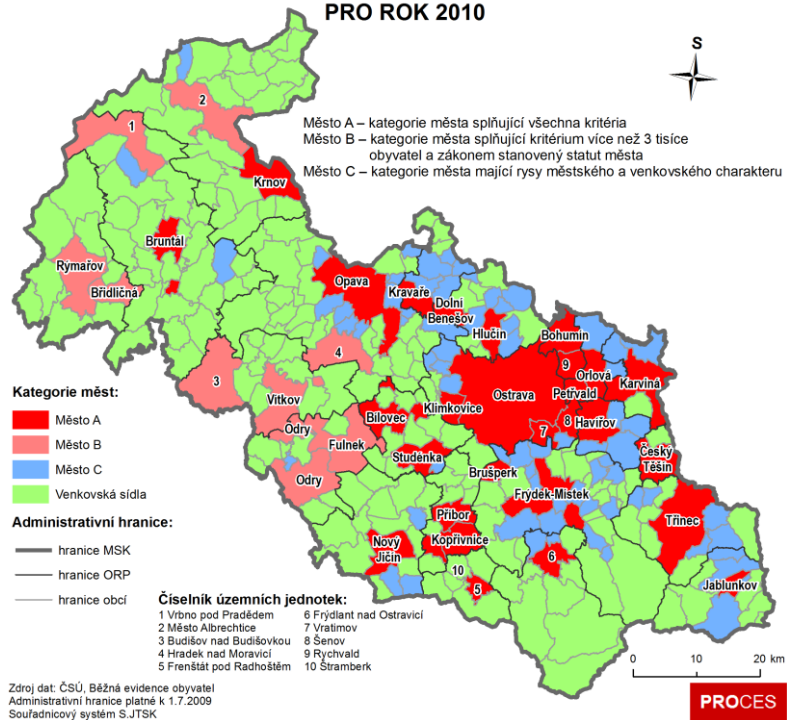 PRO ROK 2010
S
Město A – kategorie města splňující všechna kritéria
Město B – kategorie města splňující kritérium více než 3 tisíce
obyvatel a zákonem stanovený statut města
Město C – kategorie města mající rysy městského a venkovského charakteru
2
1
Krnov
Bruntál
Rýmařov
Břidličná
Opava
Kravaře
Dolní
Benešov
Hlučín
Bohumín
9
Orlová
Karviná
4
3
Ostrava
Petřvald
Vítkov
Bílovec
Klimkovice
8
Havířov
Odry
7
Fulnek
Studénka
Český
Těšín
Odry
Brušperk
Frýdek-Místek
Příbor
Třinec
Nový
Jičín
Kopřivnice
6
10
5
Jablunkov
Kategorie měst:
Město A
Město B
Město C
Venkovská sídla
Administrativní hranice:
hranice MSK
hranice ORP
hranice obcí
Číselník územních jednotek:
1 Vrbno pod Pradědem
2 Město Albrechtice
3 Budišov nad Budišovkou
4 Hradek nad Moravicí
5 Frenštát pod Radhoštěm
6 Frýdlant nad Ostravicí
7 Vratimov
8 Šenov
9 Rychvald
10 Štramberk
0 10 20 km
Zdroj dat: ČSÚ, Běžná evidence obyvatel
Administrativní hranice platné k 1.7.2009
Souřadnicový systém S.JTSK
PROCES